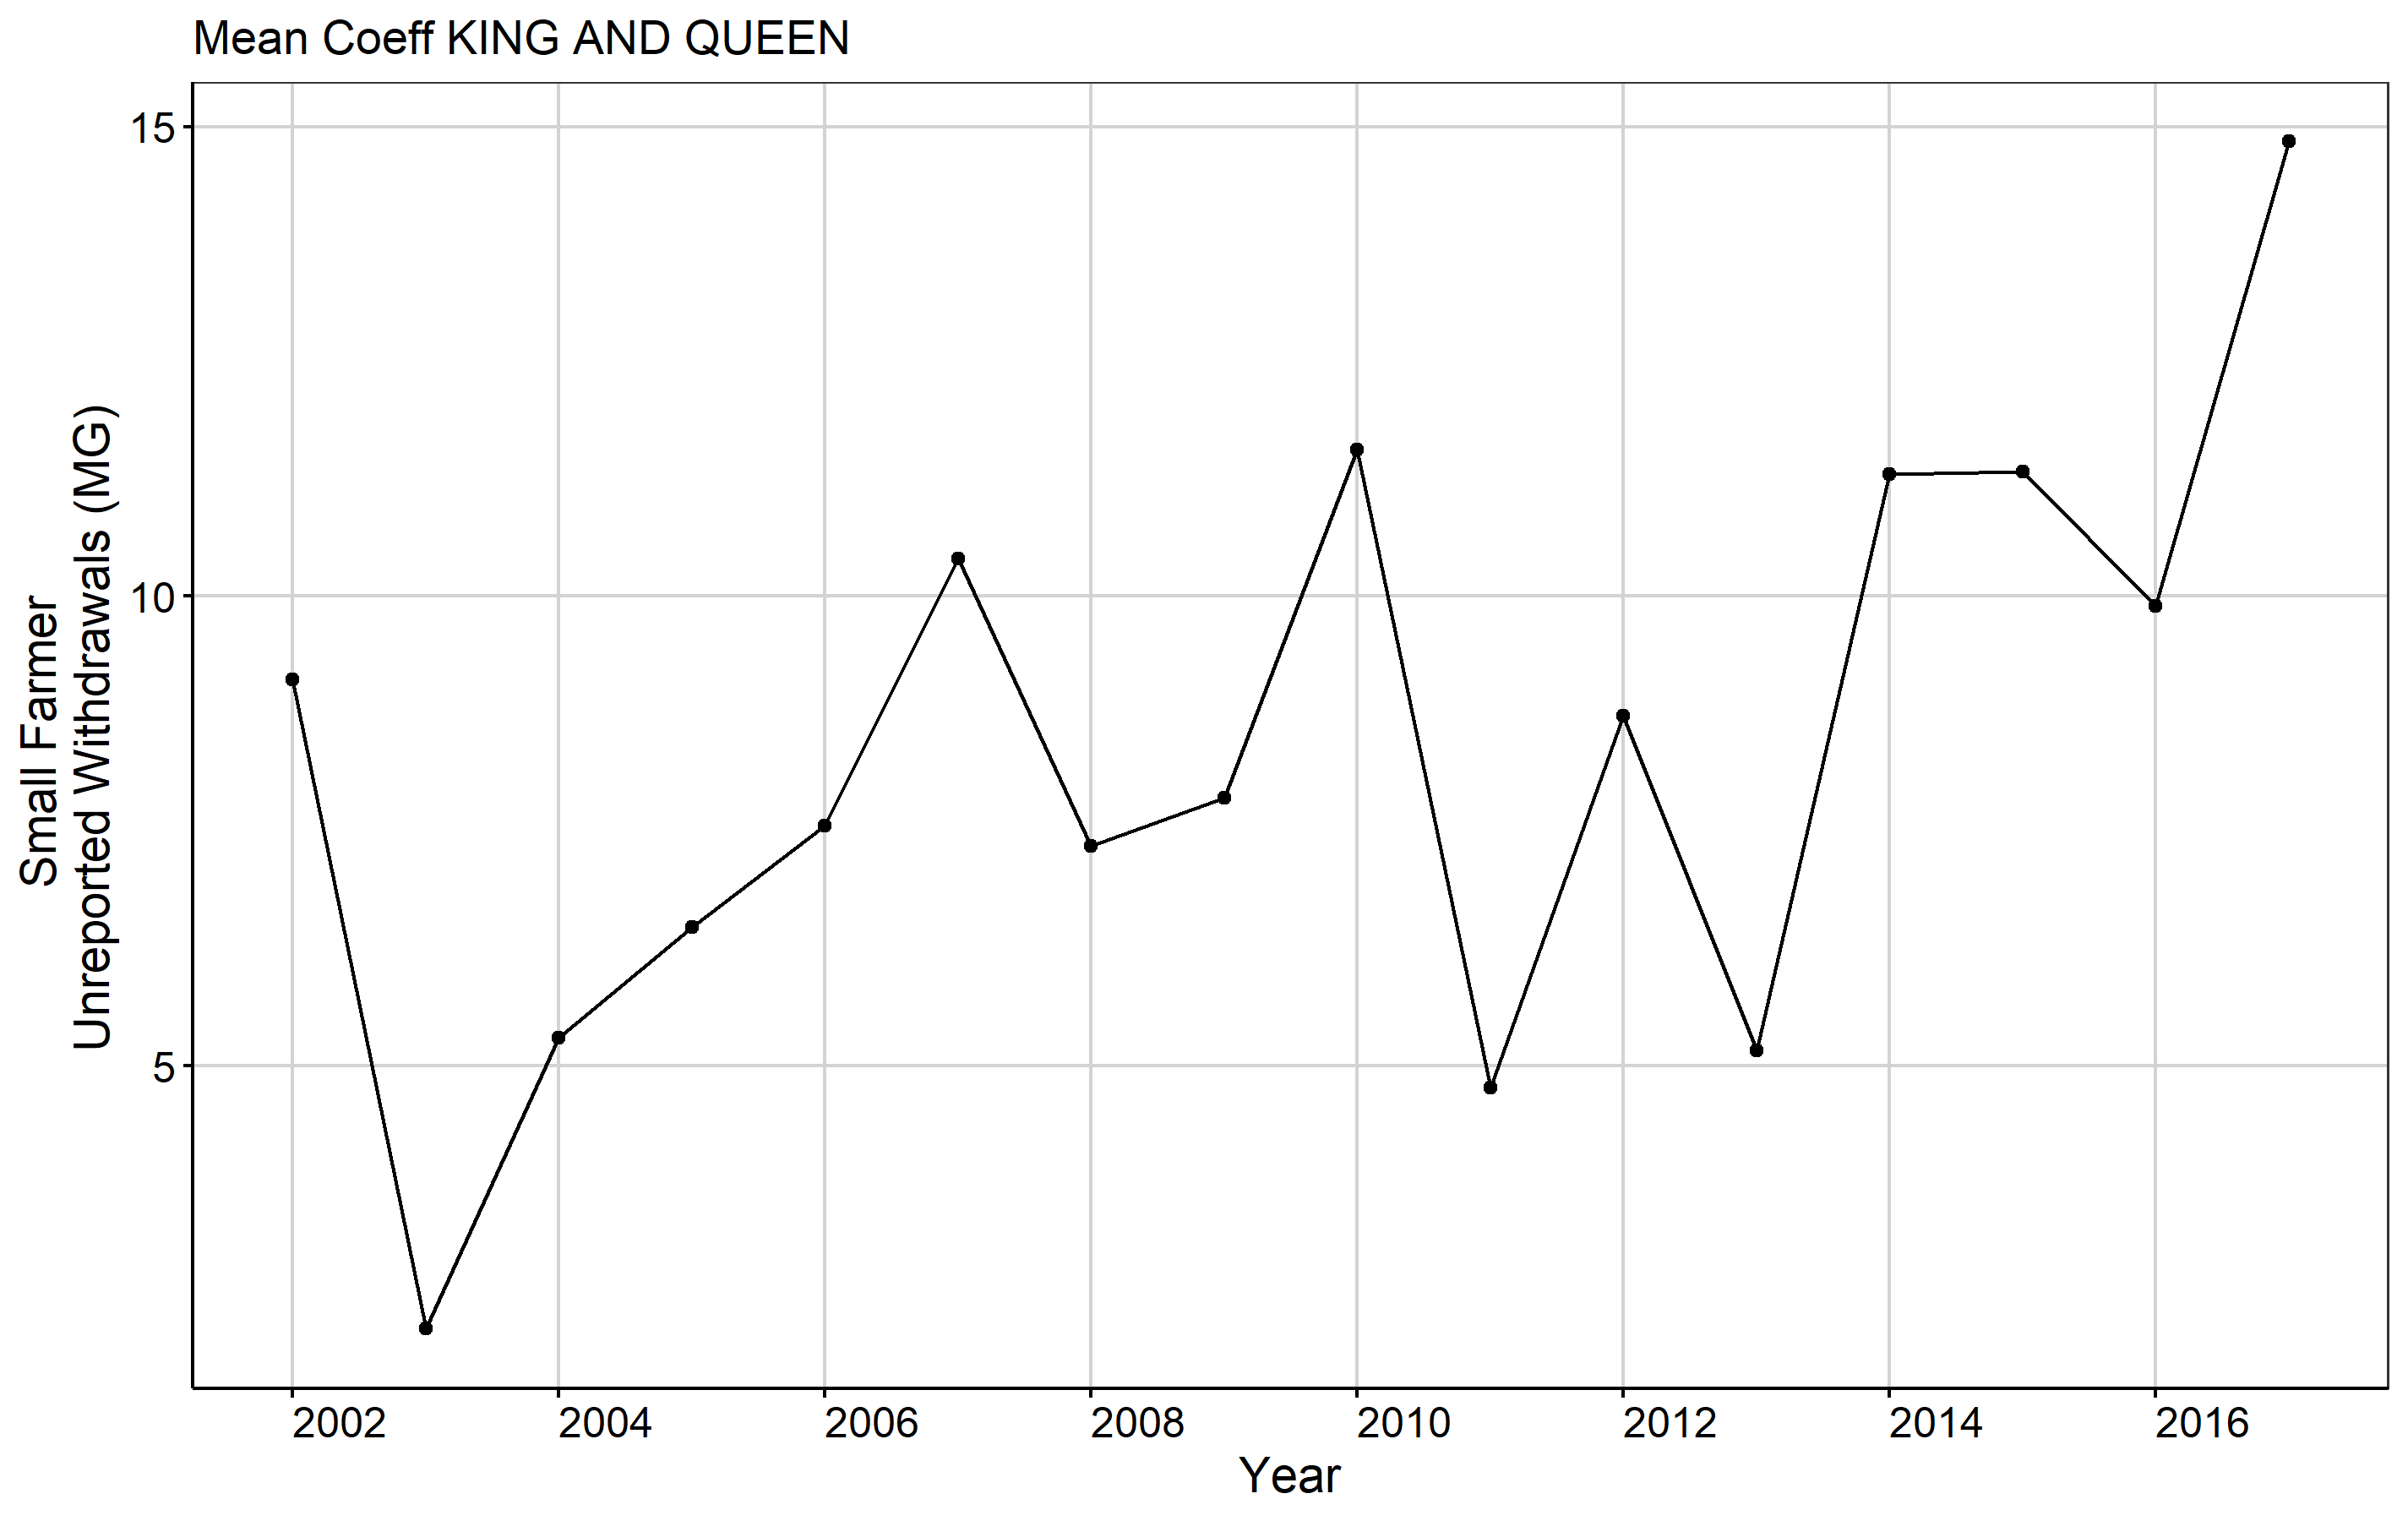 Mean Coeff KING AND QUEEN
Small Farmer
Unreported Withdrawals (MG)
15
10
5
2002 2004 2006 2008 2010 2012 2014 2016
Year